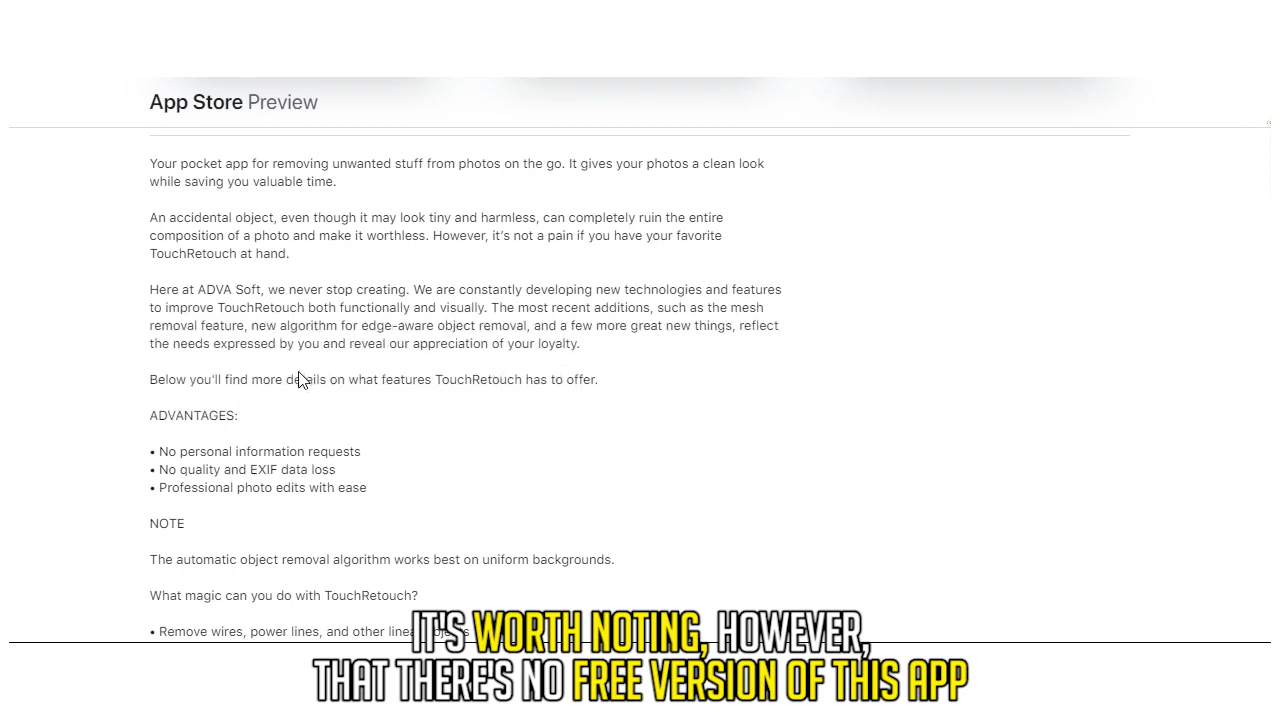 App Store Preview
Your pocket app for removing unwanted stuff from photos on the go. It gives your photos a clean look
while saving you valuable time.
An accidental object, even though it may look tiny and harmless, can completely ruin the entire
composition of a photo and make it worthless. However, it's not a pain if you have your favorite
TouchRetouch at hand.
Here at ADVA Soft, we never stop creating. We are constantly developing new technologies and features
to improve TouchRetouch both functionally and visually. The most recent additions, such as the mesh
removal feature, new algorithm for edge-aware object removal, and a few more great new things, reflect
the needs expressed by you and reveal our appreciation of your loyalty.
Below you'll find more details on what features TouchRetouch has to offer.
ADVANTAGES:
• No personal information requests
• No quality and EXIF data loss
• Professional photo edits with ease
NOTE
The automatic object removal algorithm works best on uniform backgrounds.
What magic can you do with TouchRetouch?
• Remove wires, power lines, and other linear objects
IT'S WORTH NOTING, HOWEVER,
THAT THERE'S NO FREE VERSION OF THIS APP